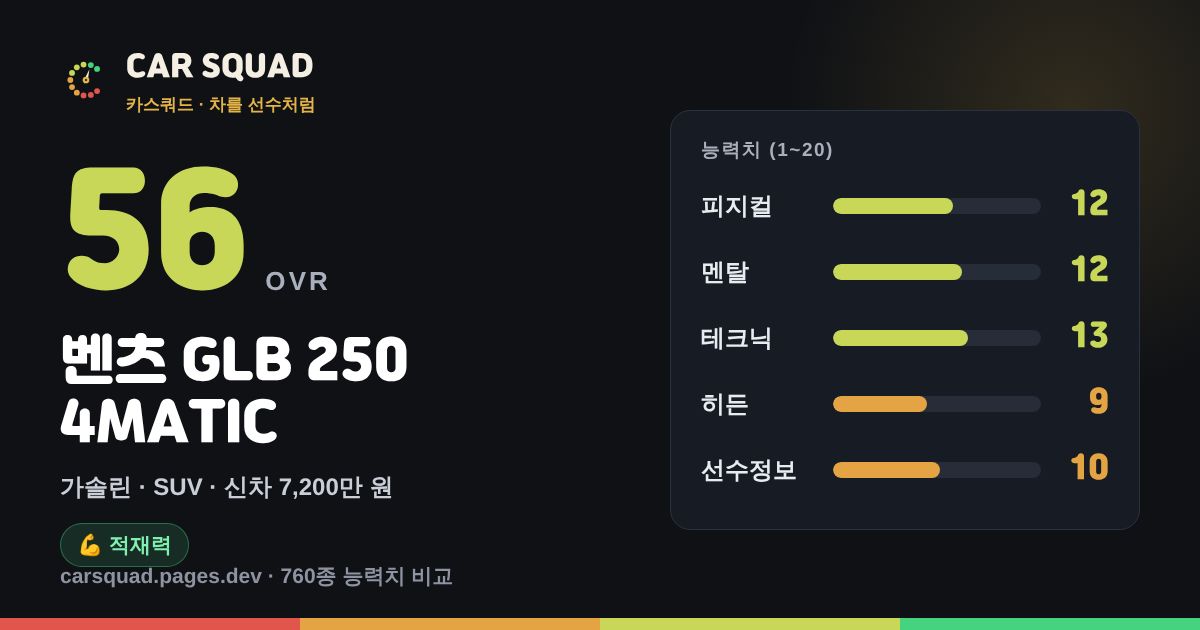 CAR SQUAD
카스쿼드 · 차를 선수처럼
56 OVR
벤츠 GLB 250
4MATIC
가솔린 · SUV · 신차 7,200만 원
💪 적재력
carsquad.pages.dev · 760종 능력치 비교
능력치 (1~20)
피지컬 12
멘탈 12
테크닉 13
히든 9
선수정보 10